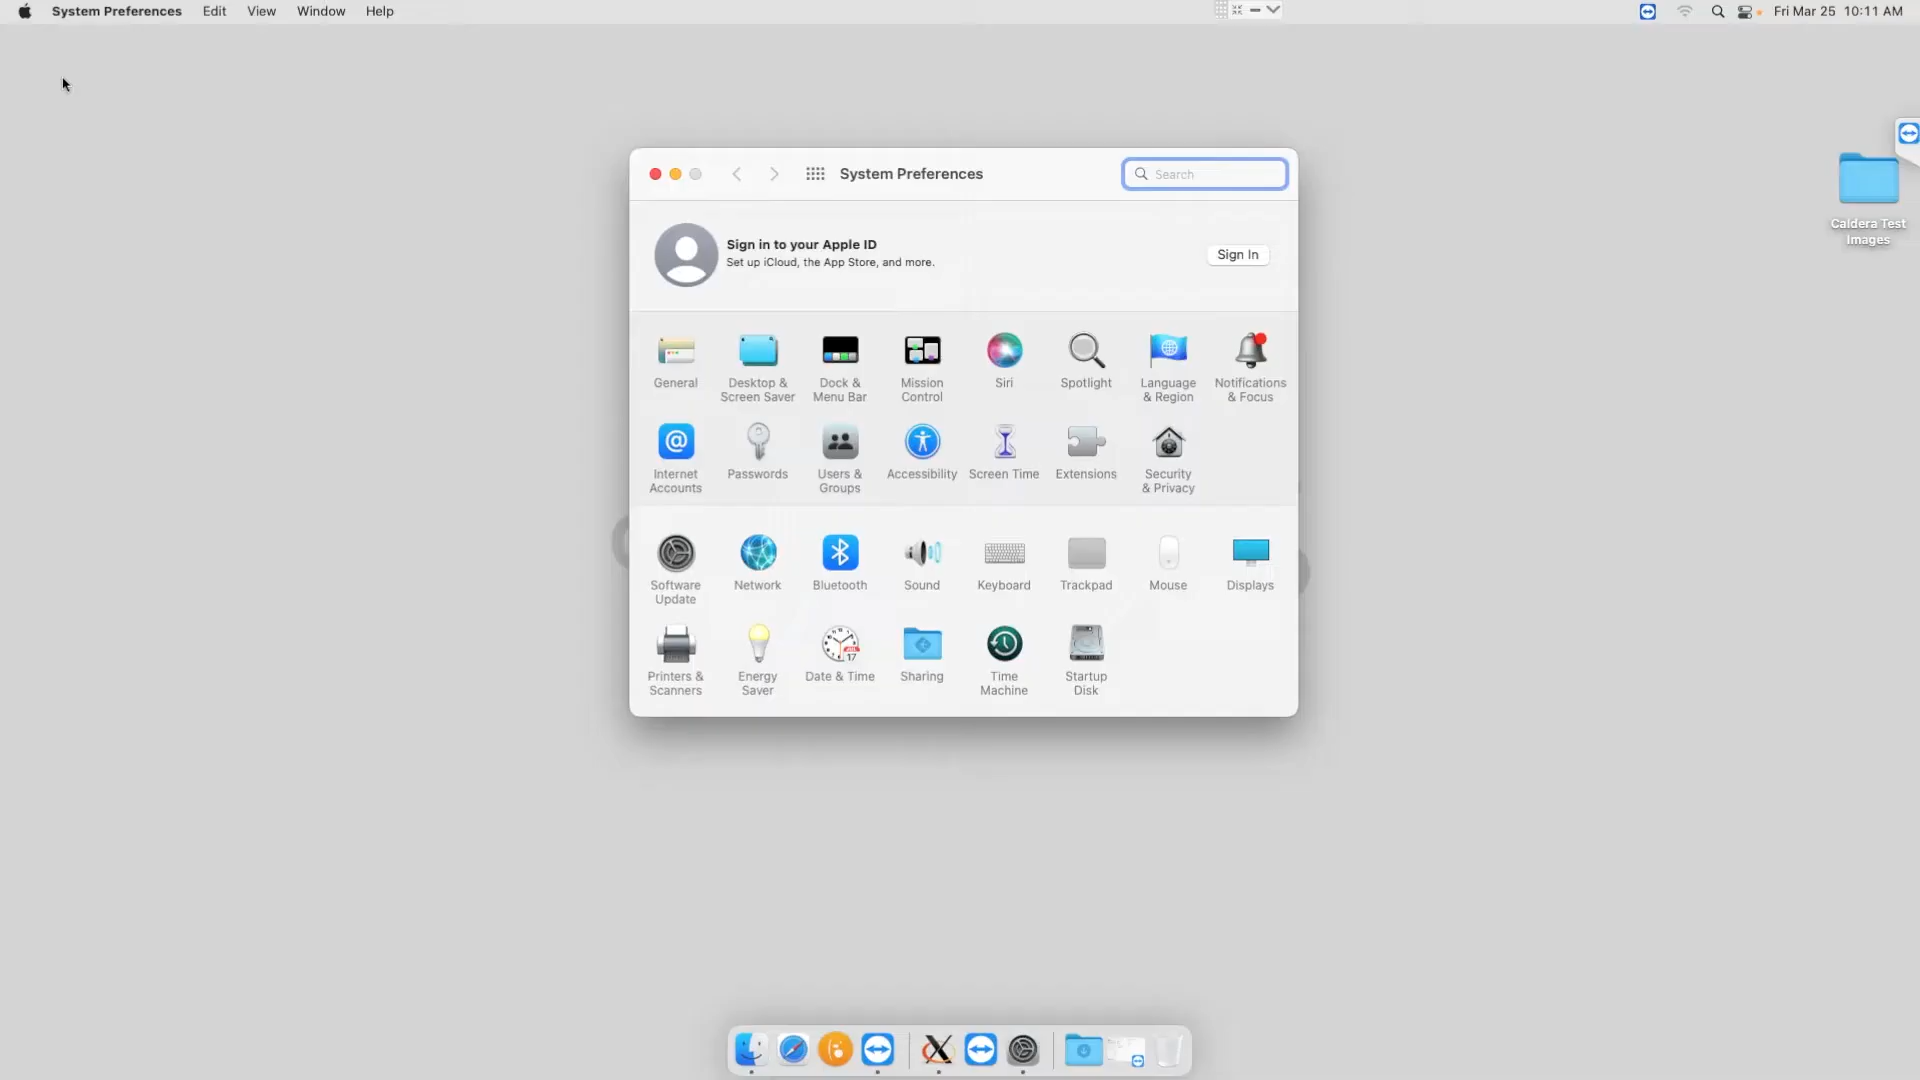 System Preferences Edit View Window Help
Fri Mar 25 10:11 AM
System Preferences
Search
Sign in to your Apple ID
Set up iCloud, the App Store, and more.
Sign In
General
Desktop &
Screen Saver
Dock &
Menu Bar
Mission
Control
Siri
Spotlight
Language
& Region
Notifications
& Focus
Internet
Accounts
Passwords
Users &
Groups
Accessibility
Screen Time
Extensions
Security
& Privacy
Software
Update
Network
Bluetooth
Sound
Keyboard
Trackpad
Mouse
Displays
Printers &
Scanners
Energy
Saver
17
Date & Time
Sharing
Time
Machine
Startup
Disk
Caldera Test
Images